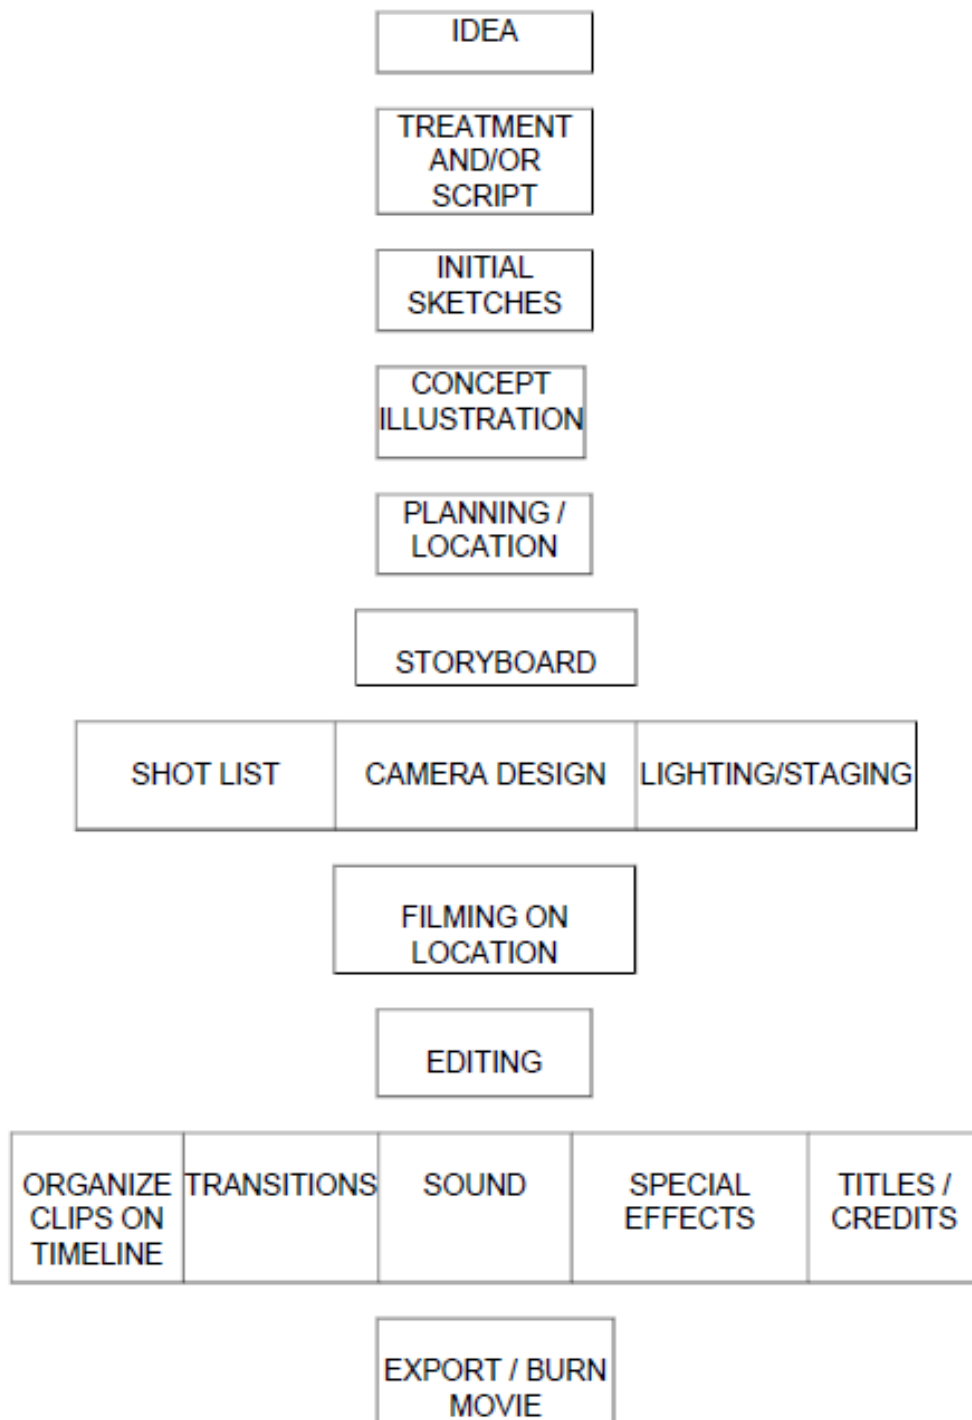 IDEA
TREATMENT
AND/OR
SCRIPT
INITIAL
SKETCHES
CONCEPT
ILLUSTRATION
PLANNING /
LOCATION
STORYBOARD
SHOT LIST
CAMERA DESIGN
LIGHTING/STAGING
FILMING ON
LOCATION
EDITING
ORGANIZE
CLIPS ON
TIMELINE
TRANSITIONS
SOUND
SPECIAL
EFFECTS
TITLES /
CREDITS
EXPORT / BURN
MOVIE